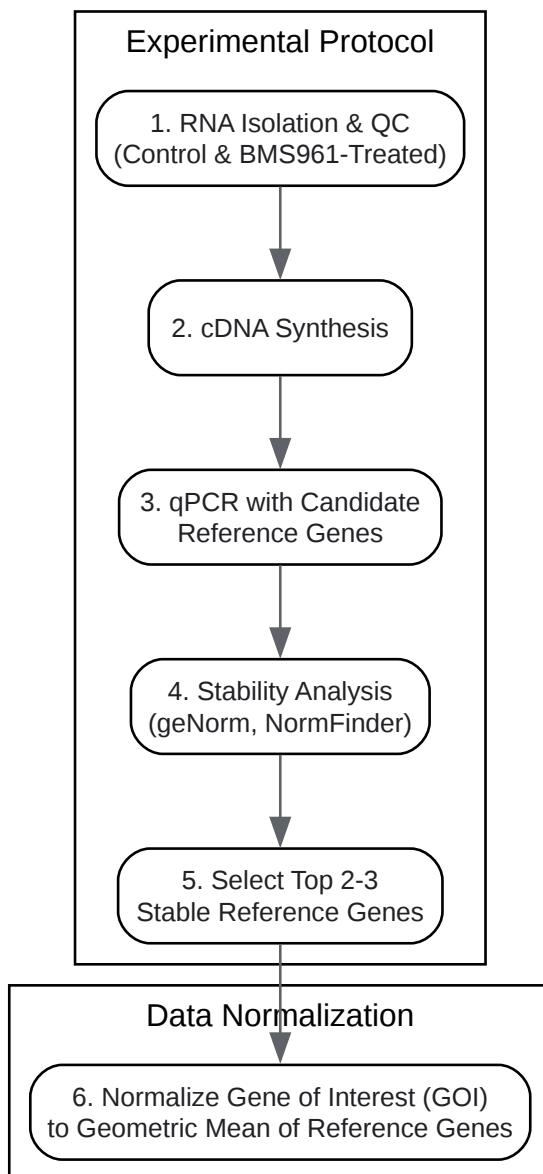 Experimental Protocol
1. RNA Isolation & QC
(Control & BMS961-Treated)
2. cDNA Synthesis
3. qPCR with Candidate
Reference Genes
4. Stability Analysis
(geNorm, NormFinder)
5. Select Top 2-3
Stable Reference Genes
Data Normalization
6. Normalize Gene of Interest (GOI)
to Geometric Mean of Reference Genes